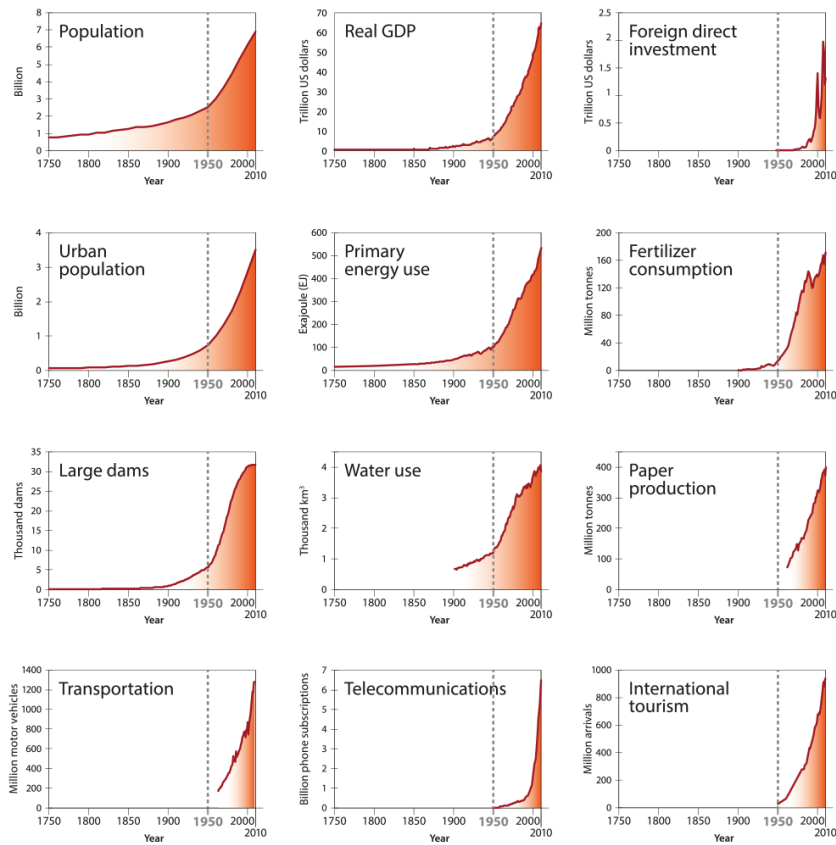 Population
Billion
8
7
6
5
4
3
2
1
0
1750 1800 1850 1900 1950 2000
2010
Year
Real GDP
Trillion US dollars
70
60
50
40
30
20
10
0
1750 1800 1850 1900 1950 2000
2010
Year
Foreign direct
investment
Trillion US dollars
2.5
2
1.5
1
0.5
0
1750 1800 1850 1900 1950 2000
2010
Year
Urban
population
Billion
4
3
2
1
0
1750 1800 1850 1900 1950 2000
2010
Year
Primary
energy use
Exajoule (EJ)
600
500
400
300
200
100
0
1750 1800 1850 1900 1950 2000
2010
Year
Fertilizer
consumption
Million tonnes
200
160
120
80
40
0
1750 1800 1850 1900 1950 2000
2010
Year
Large dams
Thousand dams
35
30
25
20
15
10
5
0
1750 1800 1850 1900 1950 2000
2010
Year
Water use
Thousand km³
4
3
2
1
0
1750 1800 1850 1900 1950 2000
2010
Year
Paper
production
Million tonnes
400
300
200
100
0
1750 1800 1850 1900 1950 2000
2010
Year
Transportation
Million motor vehicles
1400
1200
1000
800
600
400
200
0
1750 1800 1850 1900 1950 2000
2010
Year
Telecommunications
Billion phone subscriptions
7
6
5
4
3
2
1
0
1750 1800 1850 1900 1950 2000
2010
Year
International
tourism
Million arrivals
1000
800
600
400
200
0
1750 1800 1850 1900 1950 2000
2010
Year